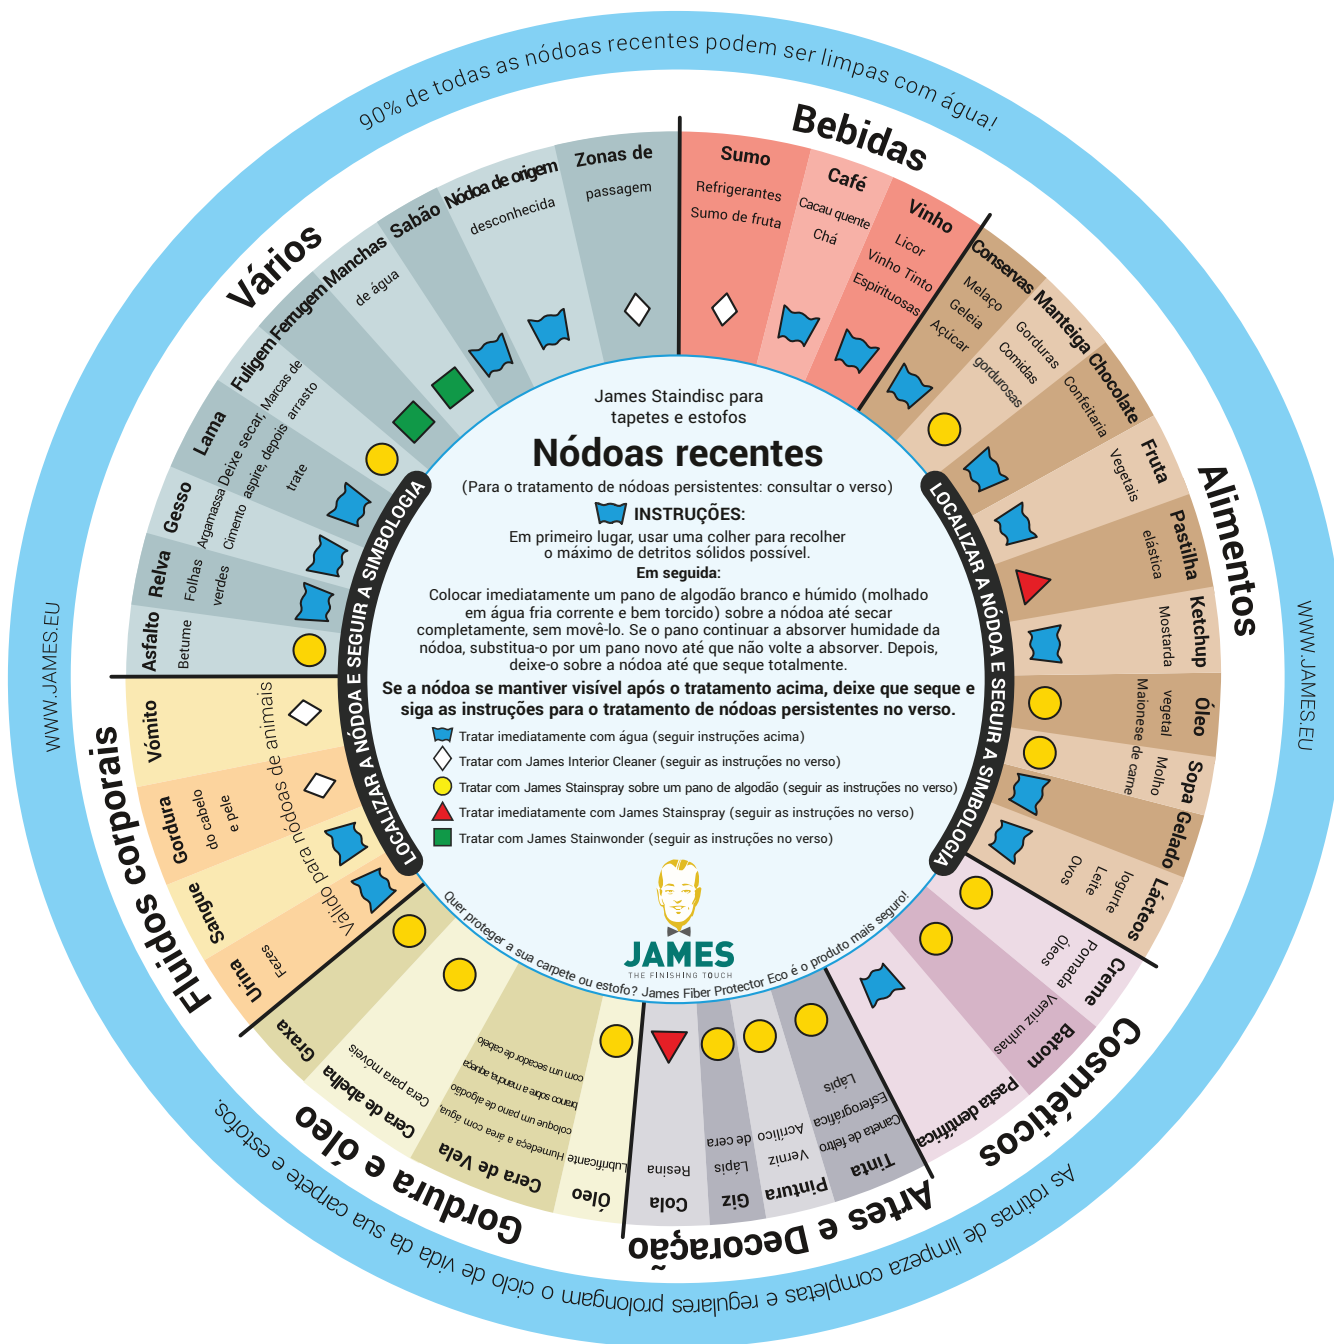 90% de todas as nódoas recentes podem ser limpas com água!
WWW.JAMES.EU
WWW.JAMES.EU
As rotinas de limpeza completas e regulares prolongam o ciclo de vida da sua carpete e estofos.
Bebidas
Sumo
Refrigerantes
Sumo de fruta
Café
Cacau quente
Chá
Vinho
Licor
Vinho Tinto
Espirituosas
Alimentos
Conservas
Melaço
Geleia
Açúcar
Manteiga
Gorduras
Comidas
gordurosas
Chocolate
Confeitaria
Fruta
Vegetais
Pastilha
elástica
Ketchup
Mostarda
Óleo
vegetal
Maionese
Sopa
Molho
de carne
Gelado
Lácteos
Iogurte
Leite
Ovos
Cosméticos
Creme
Pomada
Óleos
Batom
Verniz unhas
Pasta dentífrica
Artes e Decoração
Tinta
Caneta de feltro
Esferográfica
Lápis
Pintura
Verniz
Acrílico
Giz
Lápis
de cera
Cola
Resina
Gordura e óleo
Óleo
Lubrificante
Cera de Vela
Humedeça a área com água,
coloque um pano de algodão
branco sobre a mancha, aqueça
com um secador de cabelo
Cera de abelha
Cera para móveis
Graxa
Fluidos corporais
Urina
Fezes
Sangue
Gordura
do cabelo
e pele
Vómito
Válido para nódoas de animais
Vários
Asfalto
Betume
Relva
Folhas
verdes
Gesso
Argamassa
Cimento
Lama
Deixe secar,
aspire, depois
trate
Fuligem
Marcas de
arrasto
Ferrugem
Manchas
de água
Sabão
Nódoa de origem
desconhecida
Zonas de
passagem
LOCALIZAR A NÓDOA E SEGUIR A SIMBOLOGIA
LOCALIZAR A NÓDOA E SEGUIR A SIMBOLOGIA
James Staindisc para
tapetes e estofos
Nódoas recentes
(Para o tratamento de nódoas persistentes: consultar o verso)
INSTRUÇÕES:
Em primeiro lugar, usar uma colher para recolher
o máximo de detritos sólidos possível.
Em seguida:
Colocar imediatamente um pano de algodão branco e húmido (molhado
em água fria corrente e bem torcido) sobre a nódoa até secar
completamente, sem movê-lo. Se o pano continuar a absorver humidade da
nódoa, substitua-o por um pano novo até que não volte a absorver. Depois,
deixe-o sobre a nódoa até que seque totalmente.
Se a nódoa se mantiver visível após o tratamento acima, deixe que seque e
siga as instruções para o tratamento de nódoas persistentes no verso.
Tratar imediatamente com água (seguir instruções acima)
Tratar com James Interior Cleaner (seguir as instruções no verso)
Tratar com James Stainspray sobre um pano de algodão (seguir as instruções no verso)
Tratar imediatamente com James Stainspray (seguir as instruções no verso)
Tratar com James Stainwonder (seguir as instruções no verso)
JAMES
THE FINISHING TOUCH
Quer proteger a sua carpete ou estofo? James Fiber Protector Eco é o produto mais seguro!